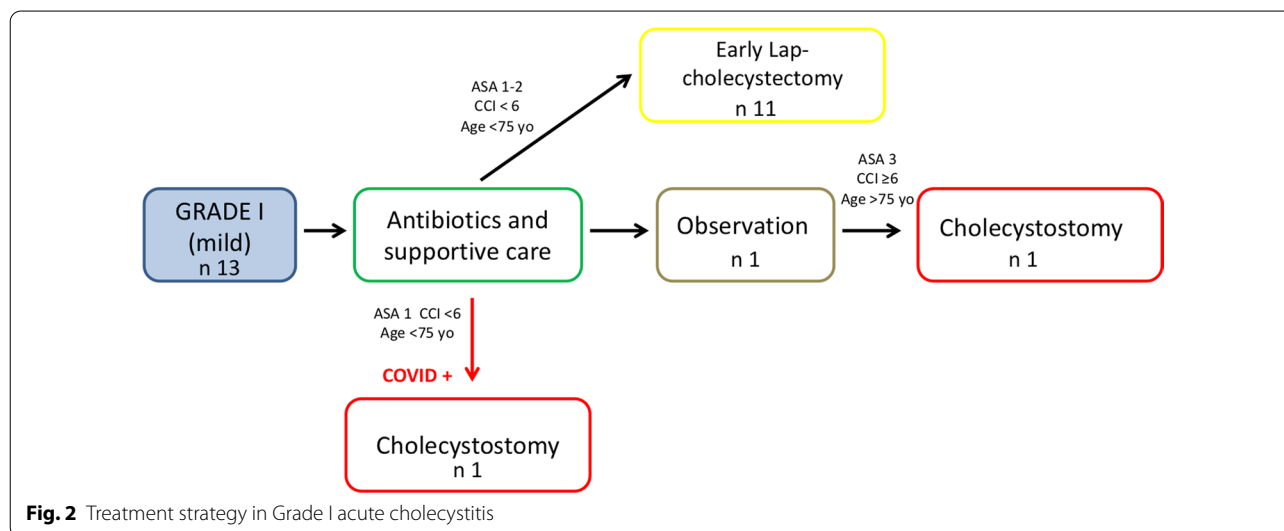 Early Lap-
cholecystectomy
n 11
ASA 1-2
CCI < 6
Age <75 yo
GRADE I
(mild)
n 13
Antibiotics and
supportive care
Observation
n 1
ASA 3
CCI ≥6
Age >75 yo
Cholecystostomy
n 1
ASA 1 CCI <6
Age <75 yo
COVID +
Cholecystostomy
n 1
Fig. 2 Treatment strategy in Grade I acute cholecystitis